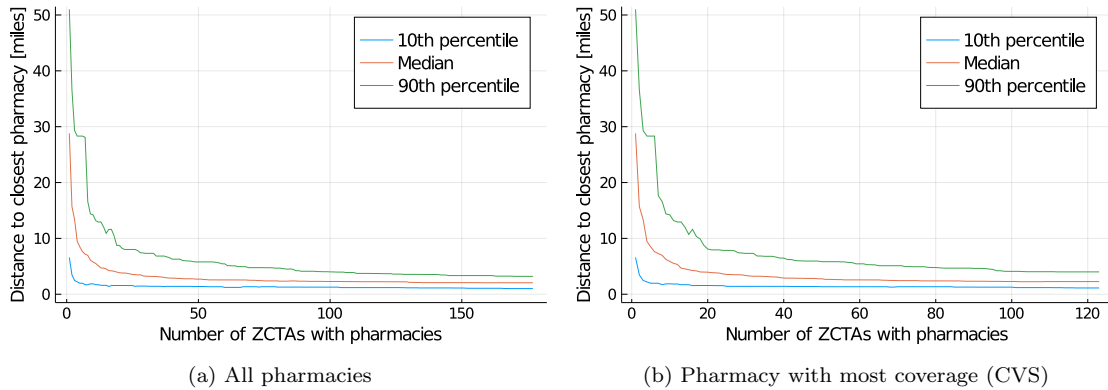 Distance to closest pharmacy [miles]
50
40
30
20
10
0
10th percentile
Median
90th percentile
0
50
100
150
Number of ZCTAs with pharmacies
(a) All pharmacies
Distance to closest pharmacy [miles]
50
40
30
20
10
0
10th percentile
Median
90th percentile
0
20
40
60
80
100
120
Number of ZCTAs with pharmacies
(b) Pharmacy with most coverage (CVS)